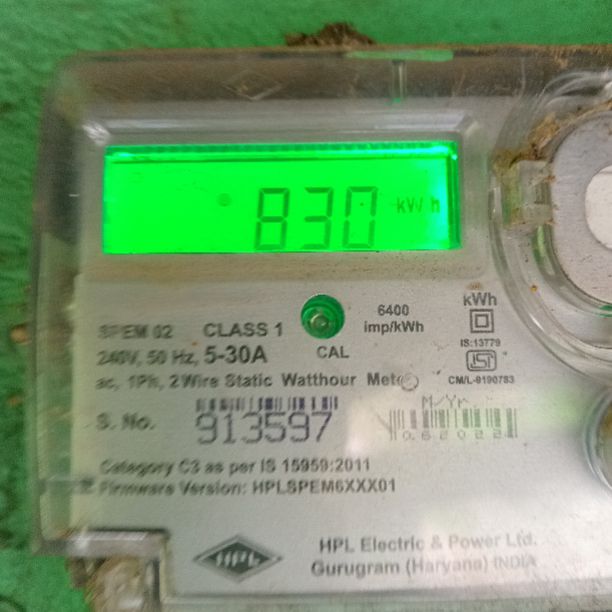 830 kWh
SPEM 02 CLASS 1
6400 imp/kWh
kWh
240V, 50 Hz, 5-30A
CAL
IS:13779
ISI
ac, 1Ph, 2Wire Static Watthour Meter
CM/L-9190783
S. No. 913597
M/Yr
062022
Category C3 as per IS 15959:2011
Firmware Version: HPLSPEM6XXX01
HPL
HPL Electric & Power Ltd.
Gurugram (Haryana) INDIA